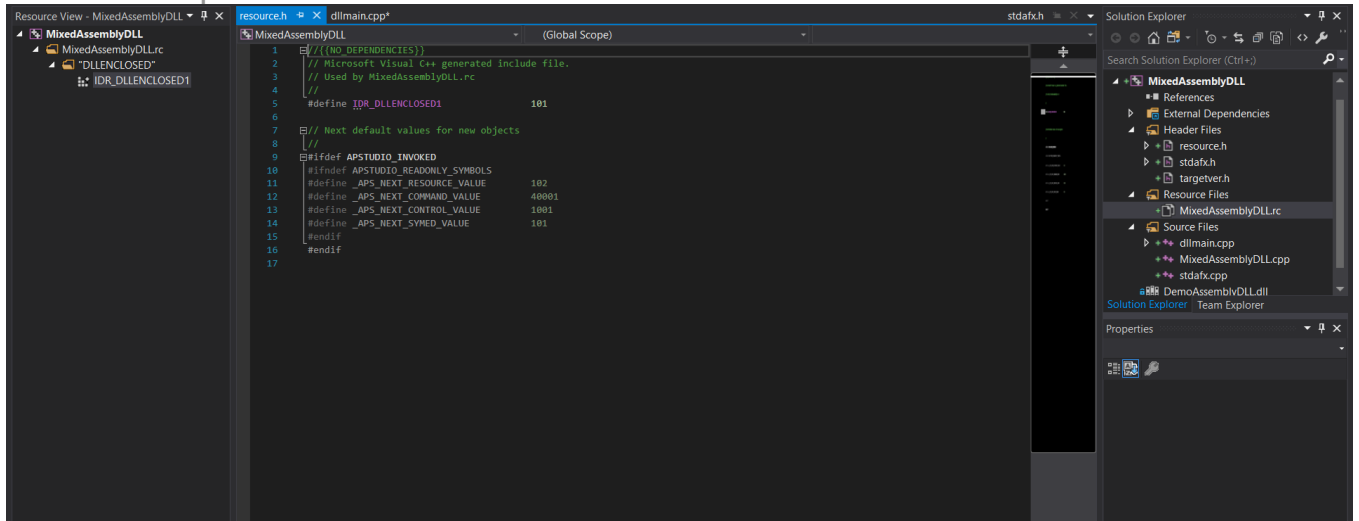 Resource View - MixedAssemblyDLL
MixedAssemblyDLL
MixedAssemblyDLL.rc
"DLLENCLOSED"
IDR_DLLENCLOSED1
resource.h
dllmain.cpp*
stdafx.h
MixedAssemblyDLL
(Global Scope)
1 //{{NO_DEPENDENCIES}}
2 // Microsoft Visual C++ generated include file.
3 // Used by MixedAssemblyDLL.rc
4 //
5 #define IDR_DLLENCLOSED1 101
6
7 // Next default values for new objects
8 //
9 #ifdef APSTUDIO_INVOKED
10 #ifndef APSTUDIO_READONLY_SYMBOLS
11 #define _APS_NEXT_RESOURCE_VALUE 102
12 #define _APS_NEXT_COMMAND_VALUE 40001
13 #define _APS_NEXT_CONTROL_VALUE 1001
14 #define _APS_NEXT_SYMED_VALUE 101
15 #endif
16 #endif
17
Solution Explorer
Search Solution Explorer (Ctrl+;)
MixedAssemblyDLL
References
External Dependencies
Header Files
resource.h
stdafx.h
targetver.h
Resource Files
MixedAssemblyDLL.rc
Source Files
dllmain.cpp
MixedAssemblyDLL.cpp
stdafx.cpp
DemoAssemblyDLL.dll
Solution Explorer Team Explorer
Properties